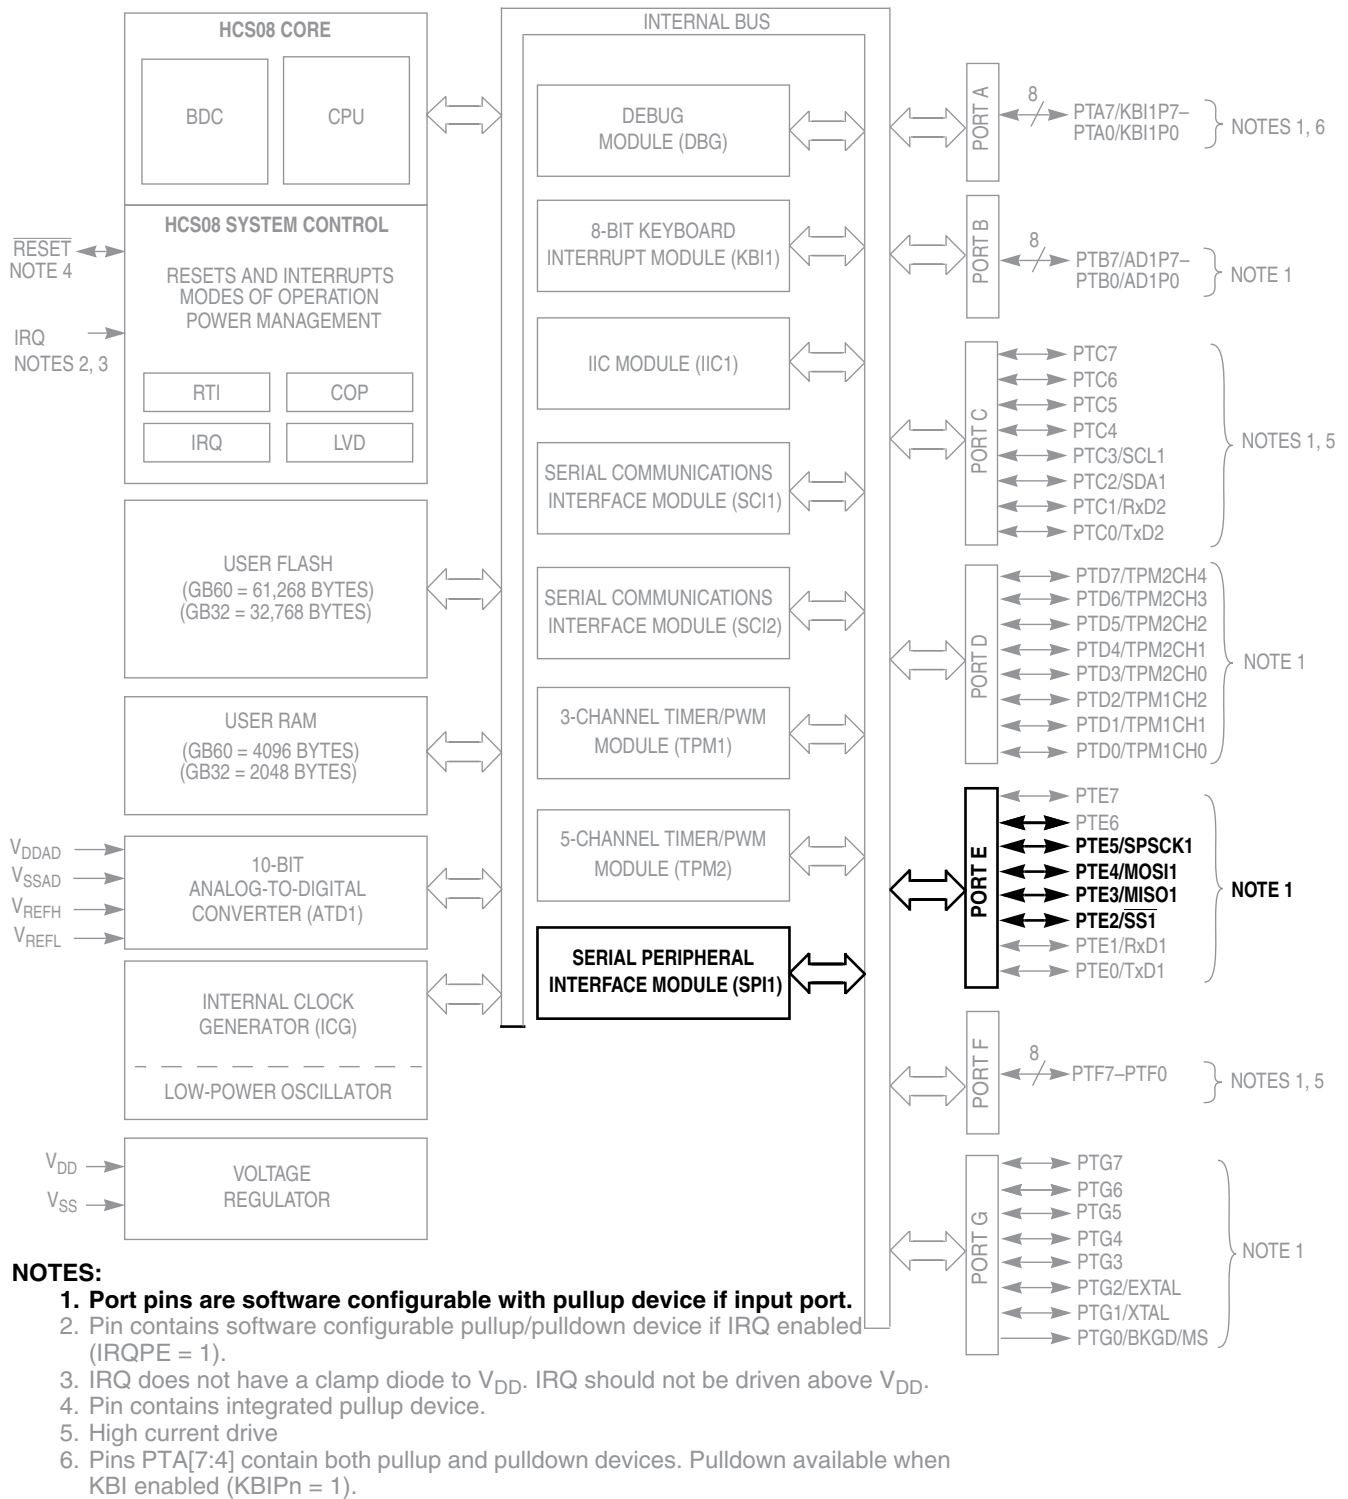 INTERNAL BUS
HCS08 CORE
BDC
CPU
HCS08 SYSTEM CONTROL
RESETS AND INTERRUPTS
MODES OF OPERATION
POWER MANAGEMENT
RTI
COP
IRQ
LVD
RESET
NOTE 4
IRQ
NOTES 2, 3
USER FLASH
(GB60 = 61,268 BYTES)
(GB32 = 32,768 BYTES)
USER RAM
(GB60 = 4096 BYTES)
(GB32 = 2048 BYTES)
VDDAD
VSSAD
VREFH
VREFL
10-BIT
ANALOG-TO-DIGITAL
CONVERTER (ATD1)
INTERNAL CLOCK
GENERATOR (ICG)
LOW-POWER OSCILLATOR
VDD
VSS
VOLTAGE
REGULATOR
DEBUG
MODULE (DBG)
8-BIT KEYBOARD
INTERRUPT MODULE (KBI1)
IIC MODULE (IIC1)
SERIAL COMMUNICATIONS
INTERFACE MODULE (SCI1)
SERIAL COMMUNICATIONS
INTERFACE MODULE (SCI2)
3-CHANNEL TIMER/PWM
MODULE (TPM1)
5-CHANNEL TIMER/PWM
MODULE (TPM2)
SERIAL PERIPHERAL
INTERFACE MODULE (SPI1)
PORT A
8
PTA7/KBI1P7–
PTA0/KBI1P0
NOTES 1, 6
PORT B
8
PTB7/AD1P7–
PTB0/AD1P0
NOTE 1
PORT C
PTC7
PTC6
PTC5
PTC4
PTC3/SCL1
PTC2/SDA1
PTC1/RxD2
PTC0/TxD2
NOTES 1, 5
PORT D
PTD7/TPM2CH4
PTD6/TPM2CH3
PTD5/TPM2CH2
PTD4/TPM2CH1
PTD3/TPM2CH0
PTD2/TPM1CH2
PTD1/TPM1CH1
PTD0/TPM1CH0
NOTE 1
PORT E
PTE7
PTE6
PTE5/SPSCK1
PTE4/MOSI1
PTE3/MISO1
PTE2/SS1
PTE1/RxD1
PTE0/TxD1
NOTE 1
PORT F
8
PTF7–PTF0
NOTES 1, 5
PORT G
PTG7
PTG6
PTG5
PTG4
PTG3
PTG2/EXTAL
PTG1/XTAL
PTG0/BKGD/MS
NOTE 1
NOTES:
1. Port pins are software configurable with pullup device if input port.
2. Pin contains software configurable pullup/pulldown device if IRQ enabled
(IRQPE = 1).
3. IRQ does not have a clamp diode to VDD. IRQ should not be driven above VDD.
4. Pin contains integrated pullup device.
5. High current drive
6. Pins PTA[7:4] contain both pullup and pulldown devices. Pulldown available when
KBI enabled (KBIPn = 1).